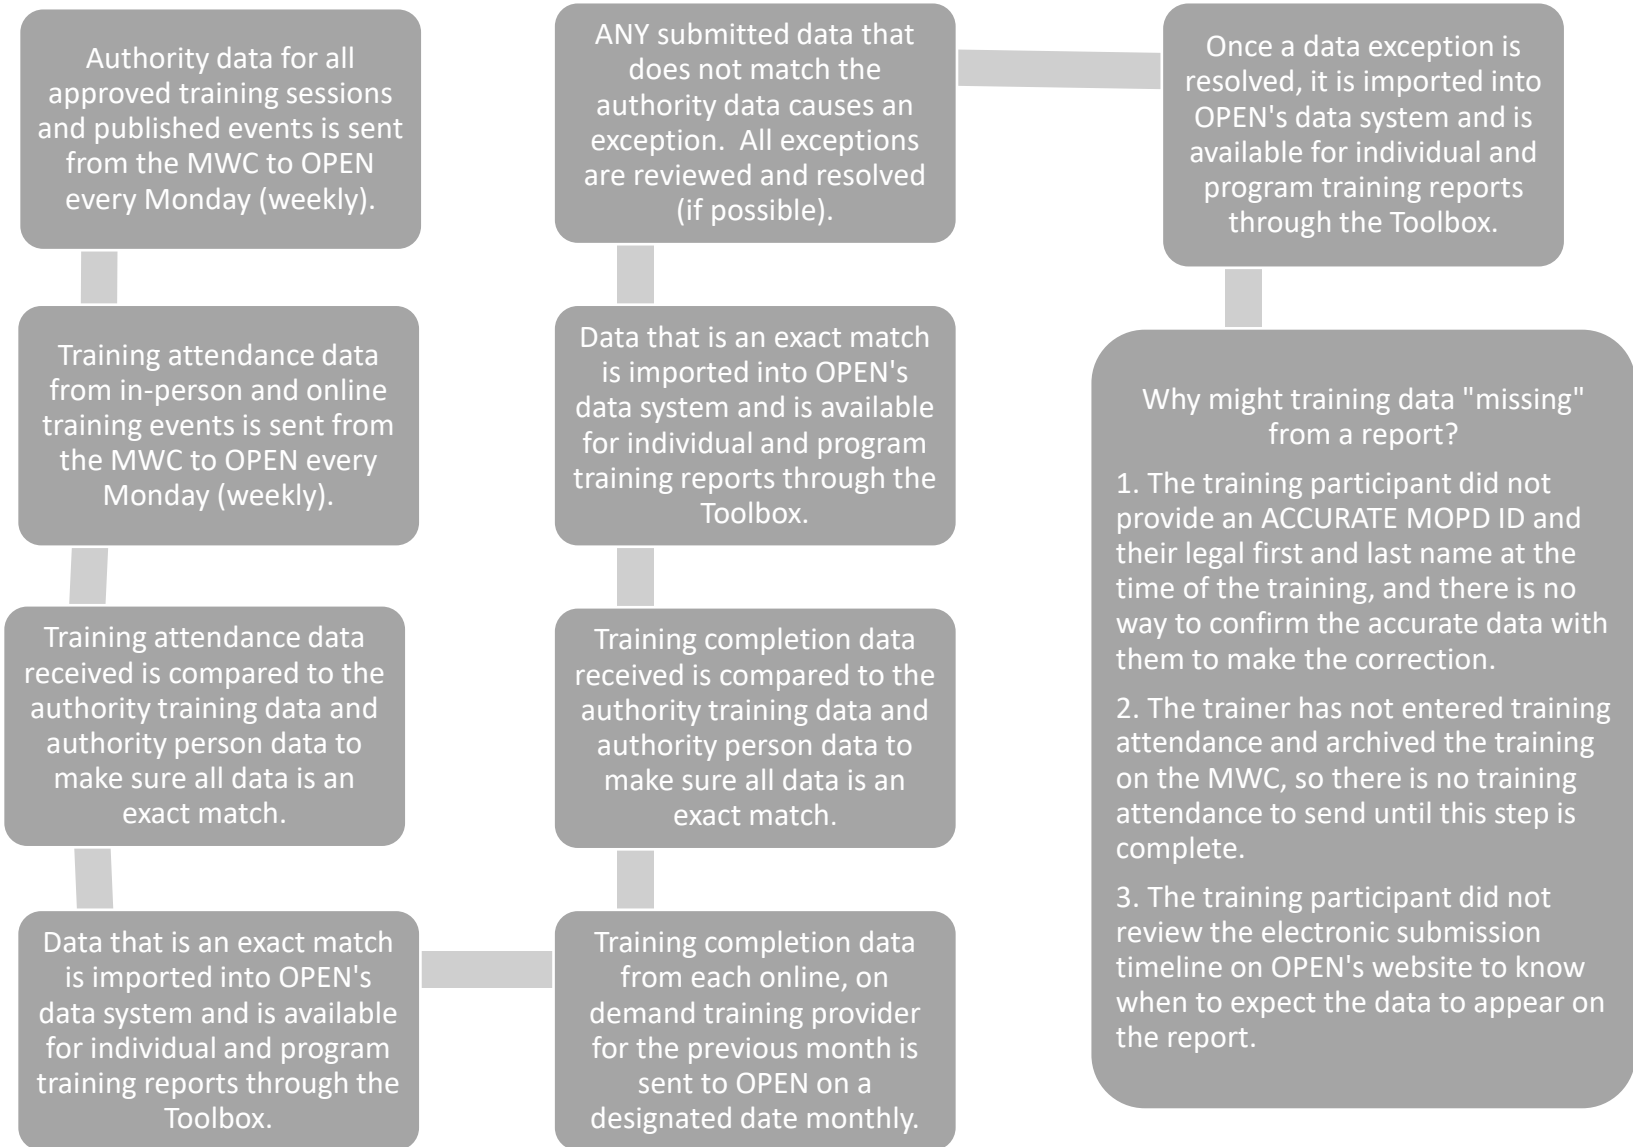 Authority data for all
approved training sessions
and published events is sent
from the MWC to OPEN
every Monday (weekly).
Training attendance data
from in-person and online
training events is sent from
the MWC to OPEN every
Monday (weekly).
Training attendance data
received is compared to the
authority training data and
authority person data to
make sure all data is an
exact match.
Data that is an exact match
is imported into OPEN's
data system and is available
for individual and program
training reports through the
Toolbox.
Training completion data
from each online, on
demand training provider
for the previous month is
sent to OPEN on a
designated date monthly.
Training completion data
received is compared to the
authority training data and
authority person data to
make sure all data is an
exact match.
Data that is an exact match
is imported into OPEN's
data system and is available
for individual and program
training reports through the
Toolbox.
ANY submitted data that
does not match the
authority data causes an
exception.  All exceptions
are reviewed and resolved
(if possible).
Once a data exception is
resolved, it is imported into
OPEN's data system and is
available for individual and
program training reports
through the Toolbox.
Why might training data "missing"
from a report?
1. The training participant did not
provide an ACCURATE MOPD ID and
their legal first and last name at the
time of the training, and there is no
way to confirm the accurate data with
them to make the correction.
2. The trainer has not entered training
attendance and archived the training
on the MWC, so there is no training
attendance to send until this step is
complete.
3. The training participant did not
review the electronic submission
timeline on OPEN's website to know
when to expect the data to appear on
the report.